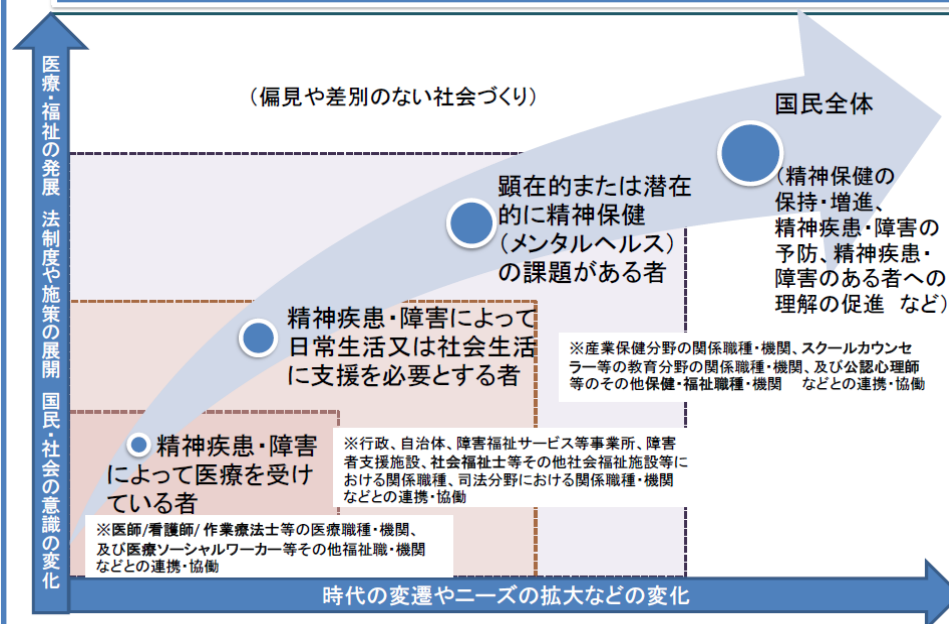 医療・福祉の発展 法制度や施策の展開 国民・社会の意識の変化
（偏見や差別のない社会づくり）
国民全体
（精神保健の
保持・増進、
精神疾患・障害の
予防、精神疾患・
障害のある者への
理解の促進 など）
顕在的または潜在
的に精神保健
（メンタルヘルス）
の課題がある者
精神疾患・障害によって
日常生活又は社会生活
に支援を必要とする者
※産業保健分野の関係職種・機関、スクールカウンセ
ラー等の教育分野の関係職種・機関、及び公認心理師
等のその他保健・福祉職種・機関 などとの連携・協働
精神疾患・障害
によって医療を受け
ている者
※行政、自治体、障害福祉サービス等事業所、障害
者支援施設、社会福祉士等その他社会福祉施設等に
おける関係職種、司法分野における関係職種・機関
などとの連携・協働
※医師/看護師/ 作業療法士等の医療職種・機関、
及び医療ソーシャルワーカー等その他福祉職・機関
などとの連携・協働
時代の変遷やニーズの拡大などの変化